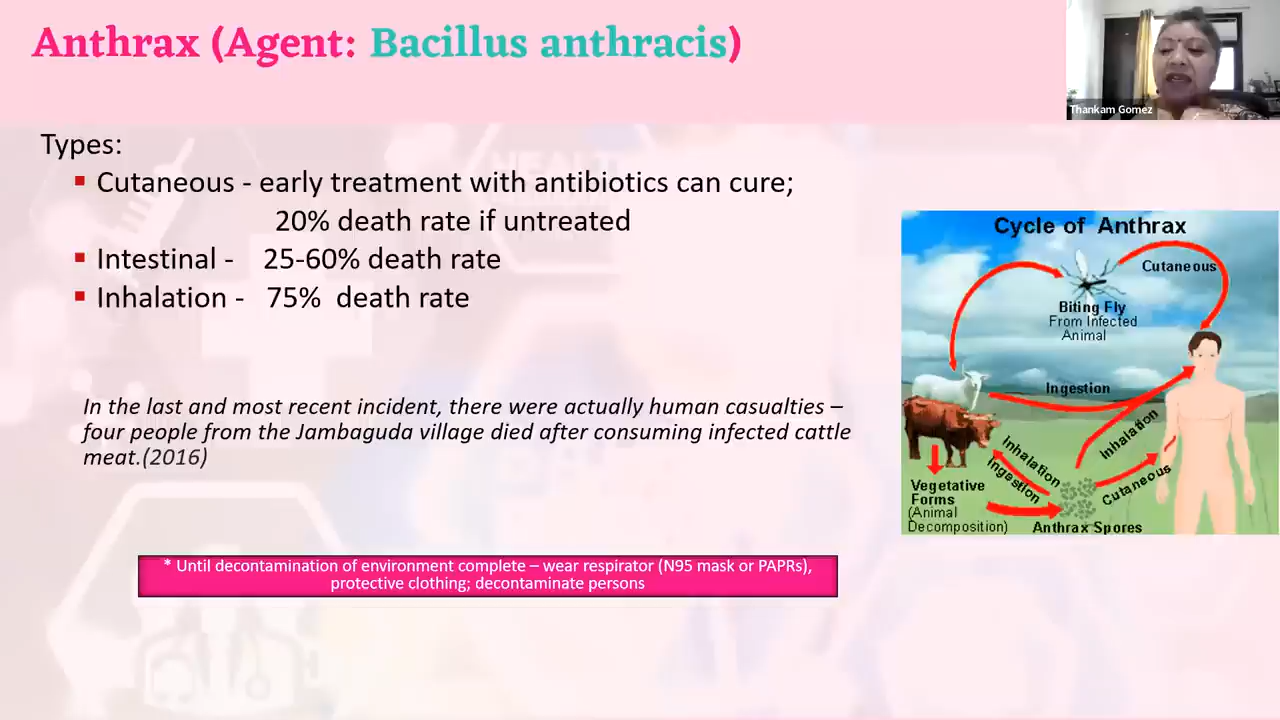 Anthrax (Agent: Bacillus anthracis)
Thankam Gomez
Types:
Cutaneous - early treatment with antibiotics can cure;
20% death rate if untreated
Intestinal - 25-60% death rate
Inhalation - 75% death rate
In the last and most recent incident, there were actually human casualties –
four people from the Jambaguda village died after consuming infected cattle
meat.(2016)
* Until decontamination of environment complete – wear respirator (N95 mask or PAPRs),
protective clothing; decontaminate persons
Cycle of Anthrax
Cutaneous
Biting Fly
From Infected
Animal
Ingestion
Inhalation
Inhalation
Ingestion
Cutaneous
Vegetative
Forms
(Animal
Decomposition)
Anthrax Spores
HEALT